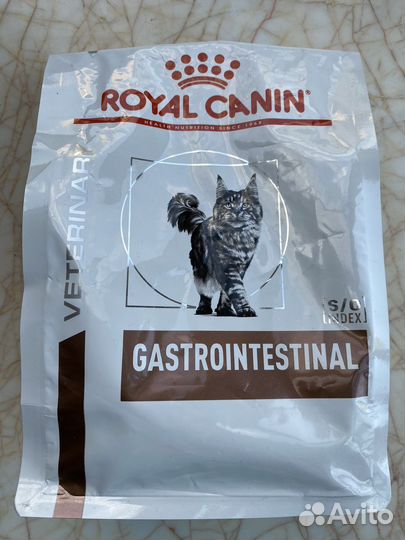 ROYAL CANIN
HEALTH NUTRITION SINCE 1968
VETERINARY
S/O
INDEX
GASTROINTESTINAL
Avito